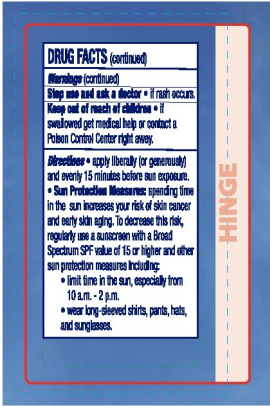 DRUG FACTS (continued)
Warnings (continued)
Stop use and ask a doctor • if rash occurs.
Keep out of reach of children • if
swallowed get medical help or contact a
Poison Control Center right away.
Directions • apply liberally (or generously)
and evenly 15 minutes before sun exposure.
• Sun Protection Measures: spending time
in the sun increases your risk of skin cancer
and early skin aging. To decrease this risk,
regularly use a sunscreen with a Broad
Spectrum SPF value of 15 or higher and other
sun protection measures including:
• limit time in the sun, especially from
10 a.m. - 2 p.m.
• wear long-sleeved shirts, pants, hats,
and sunglasses.
HINGE